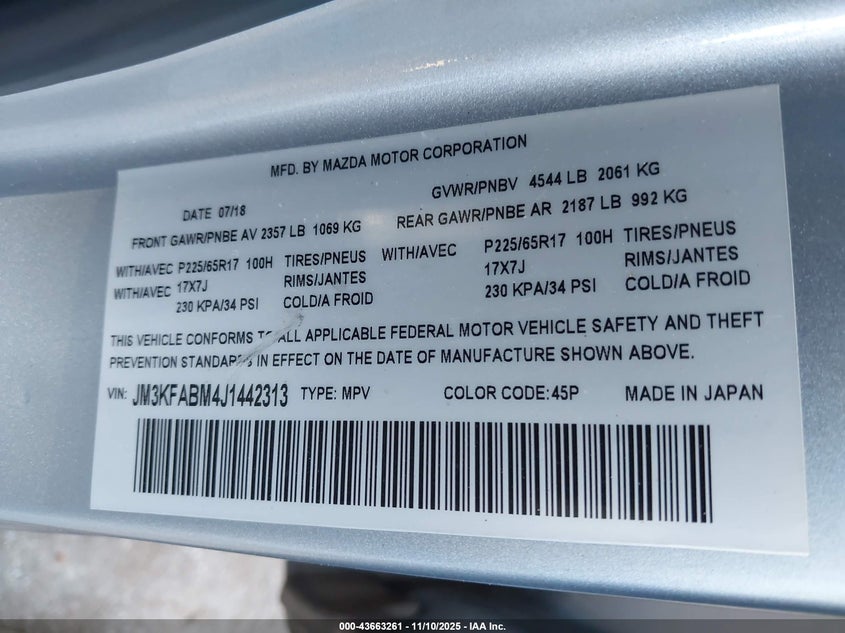 MFD. BY MAZDA MOTOR CORPORATION
DATE 07/18 GVWR/PNBV 4544 LB 2061 KG
FRONT GAWR/PNBE AV 2357 LB 1069 KG REAR GAWR/PNBE AR 2187 LB 992 KG
WITH/AVEC P225/65R17 100H TIRES/PNEUS WITH/AVEC P225/65R17 100H TIRES/PNEUS
WITH/AVEC 17X7J RIMS/JANTES 17X7J RIMS/JANTES
230 KPA/34 PSI COLD/A FROID 230 KPA/34 PSI COLD/A FROID
THIS VEHICLE CONFORMS TO ALL APPLICABLE FEDERAL MOTOR VEHICLE SAFETY AND THEFT
PREVENTION STANDARDS IN EFFECT ON THE DATE OF MANUFACTURE SHOWN ABOVE.
VIN: JM3KFABM4J1442313 TYPE: MPV COLOR CODE:45P MADE IN JAPAN
000-43663261 - 11/10/2025 - IAA Inc.